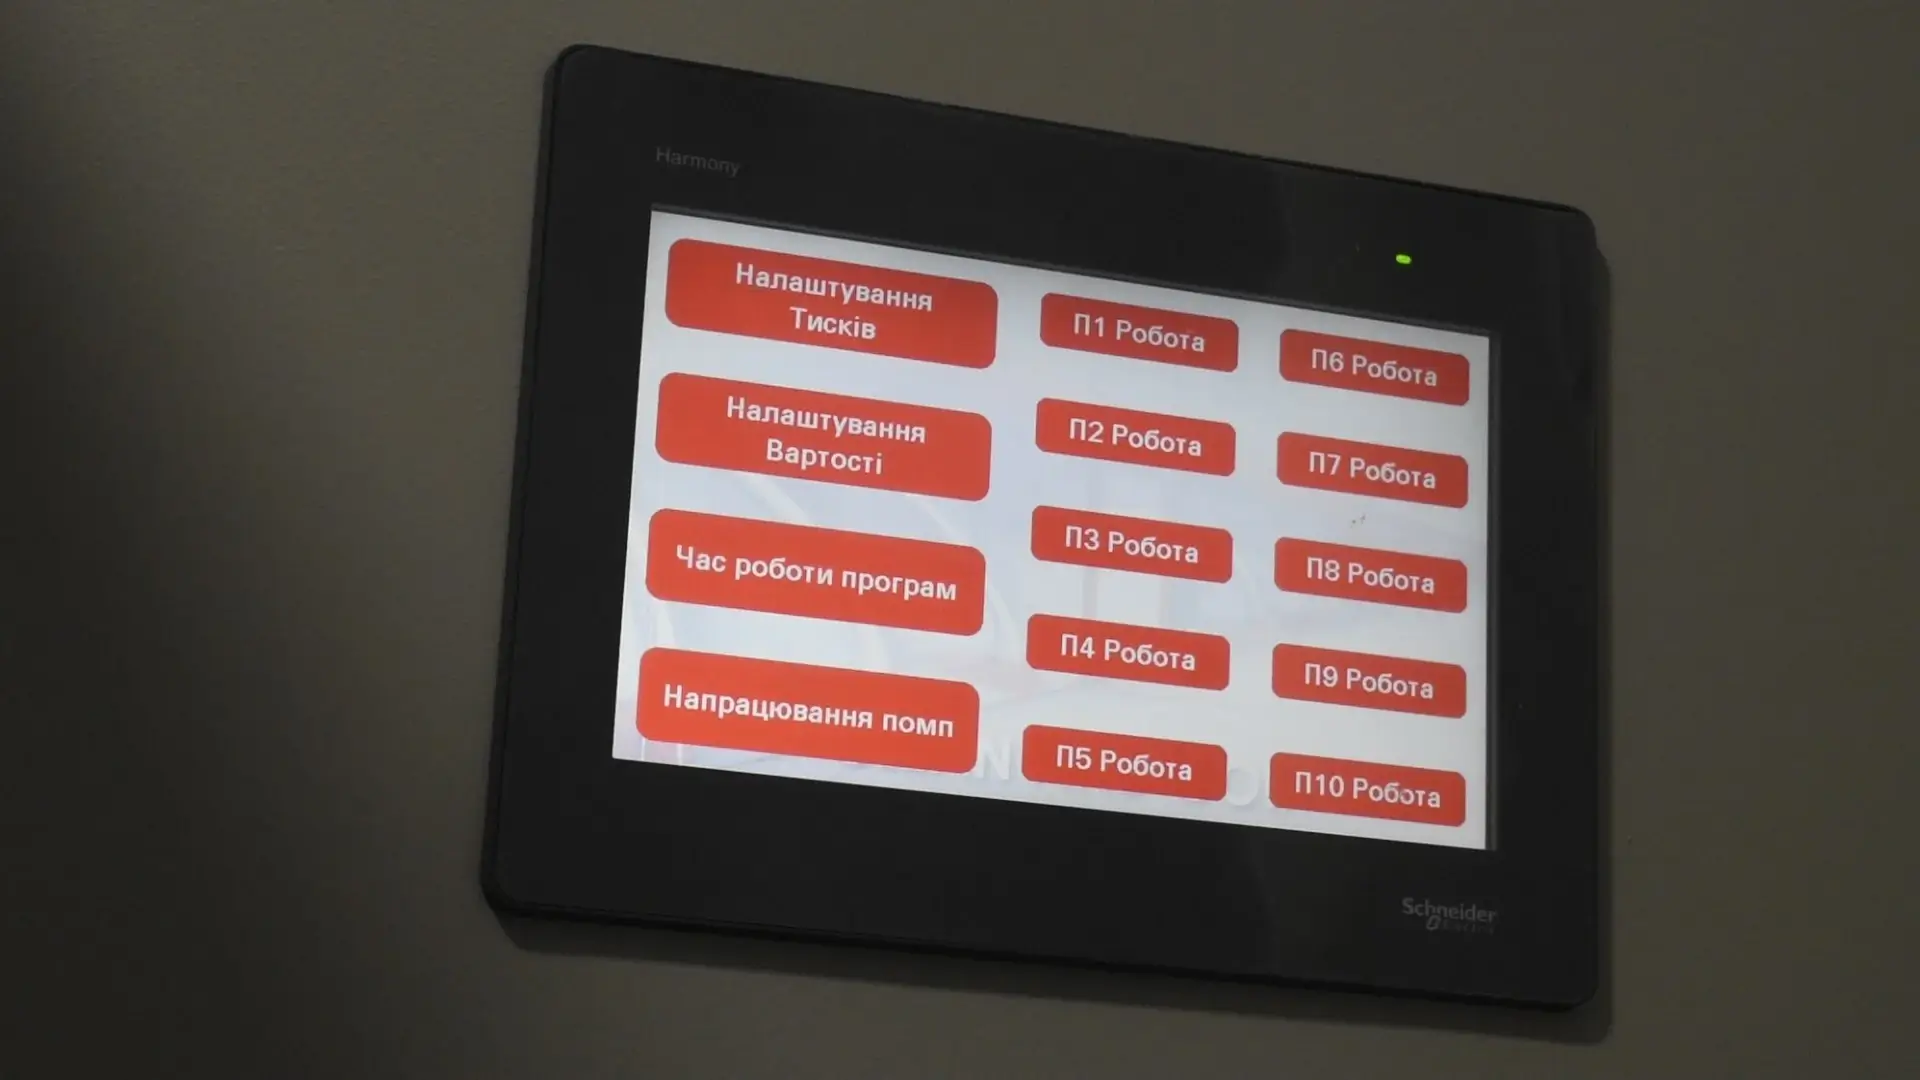 Harmony
Налаштування
Тисків
Налаштування
Вартості
Час роботи програм
Напрацювання помп
П1 Робота
П2 Робота
П3 Робота
П4 Робота
П5 Робота
П6 Робота
П7 Робота
П8 Робота
П9 Робота
П10 Робота
Schneider
Electric